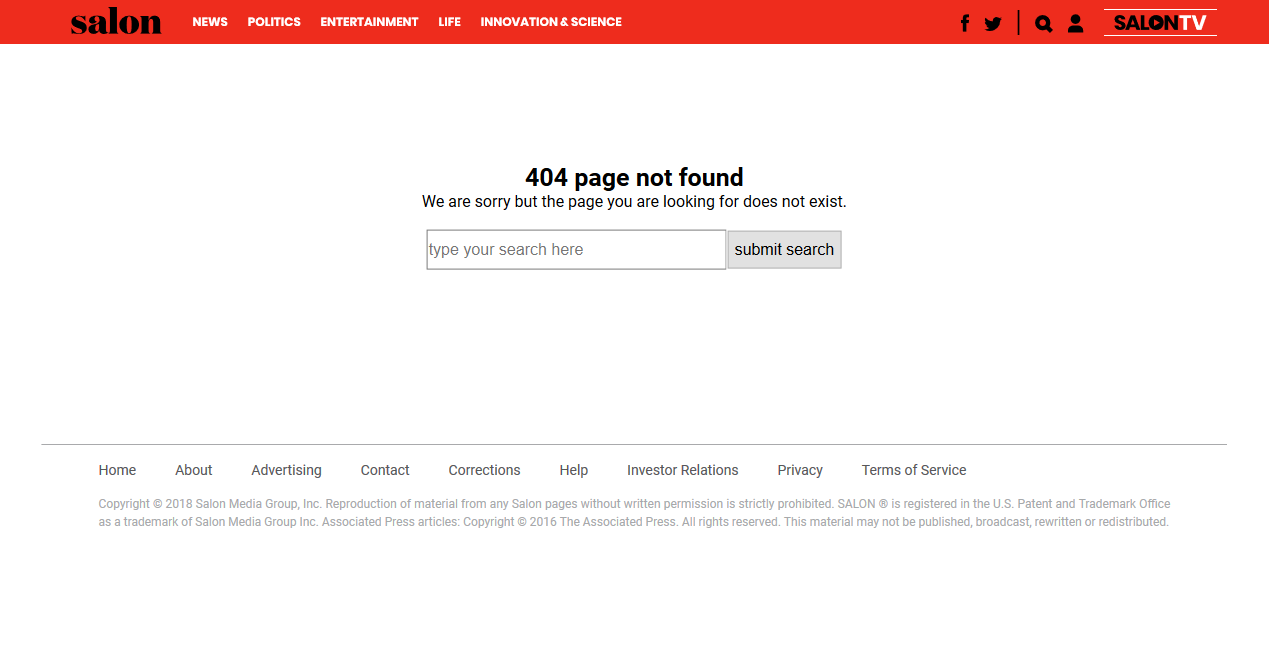 salon NEWS POLITICS ENTERTAINMENT LIFE INNOVATION & SCIENCE SALONTV
404 page not found
We are sorry but the page you are looking for does not exist.
type your search here submit search
Home About Advertising Contact Corrections Help Investor Relations Privacy Terms of Service
Copyright © 2018 Salon Media Group, Inc. Reproduction of material from any Salon pages without written permission is strictly prohibited. SALON ® is registered in the U.S. Patent and Trademark Office
as a trademark of Salon Media Group Inc. Associated Press articles: Copyright © 2016 The Associated Press. All rights reserved. This material may not be published, broadcast, rewritten or redistributed.